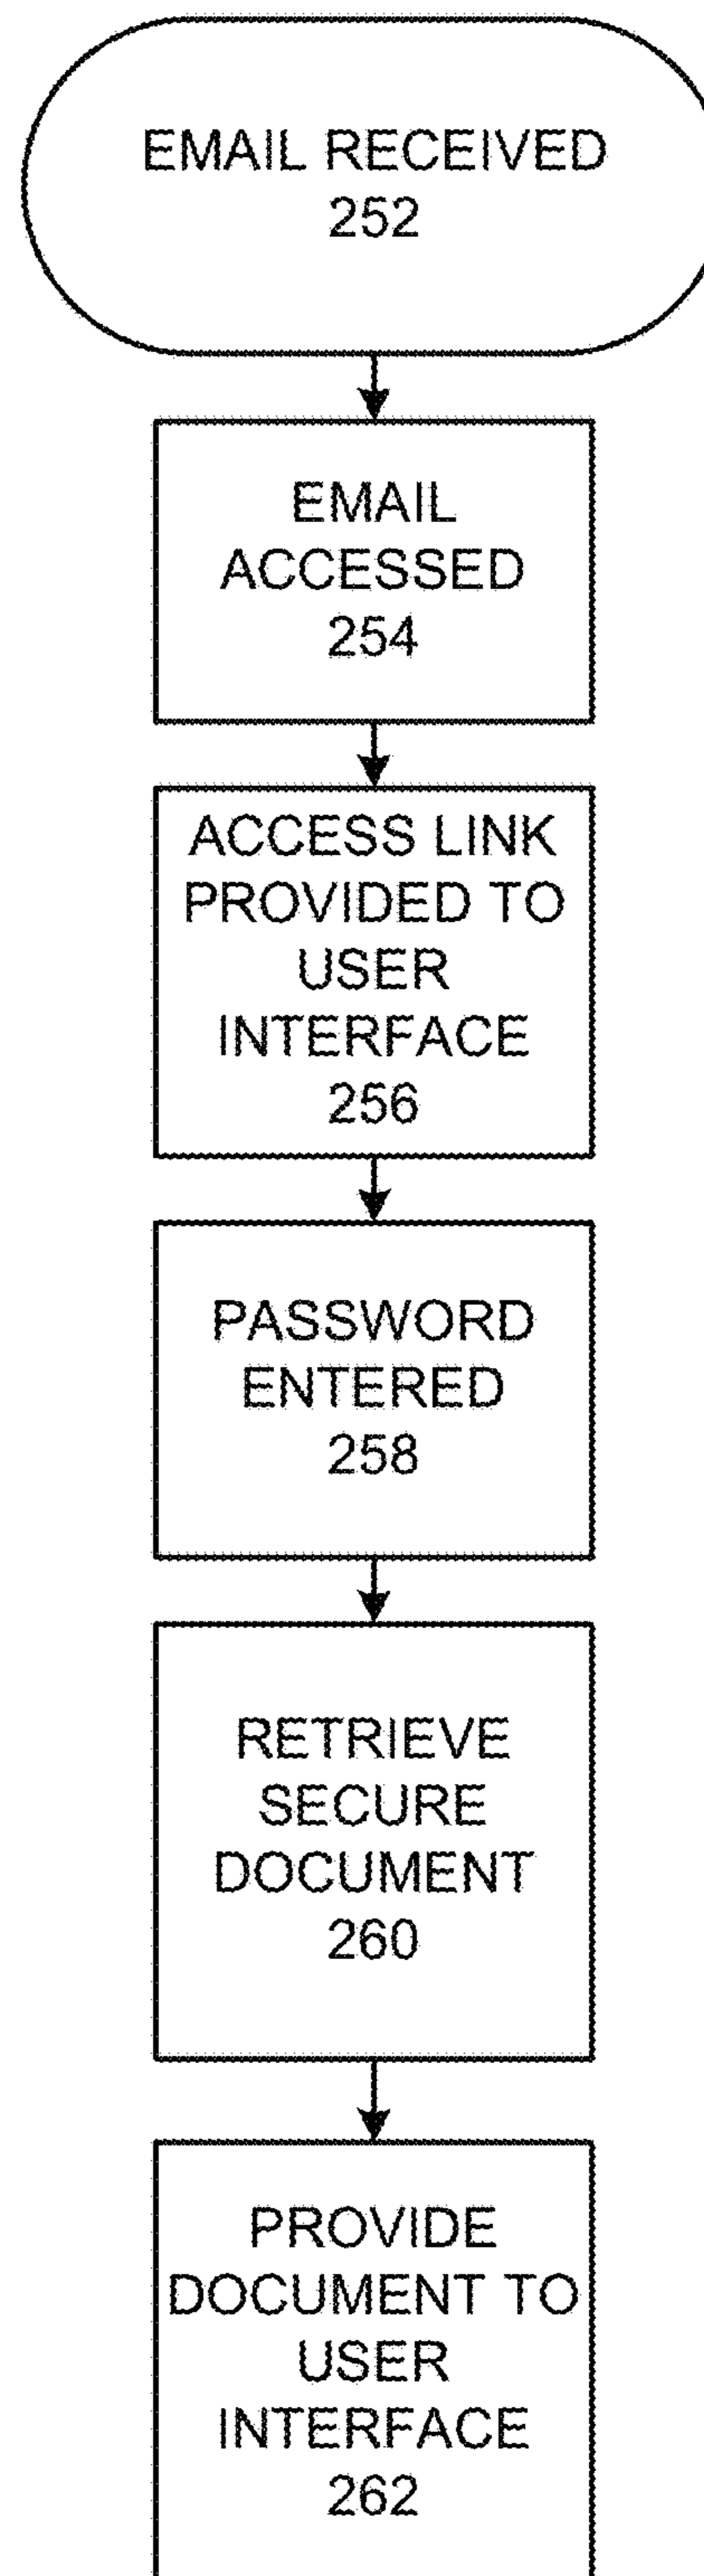 EMAIL RECEIVED
252
EMAIL
ACCESSED
254
ACCESS LINK
PROVIDED TO
USER
INTERFACE
256
PASSWORD
ENTERED
258
RETRIEVE
SECURE
DOCUMENT
260
PROVIDE
DOCUMENT TO
USER
INTERFACE
262